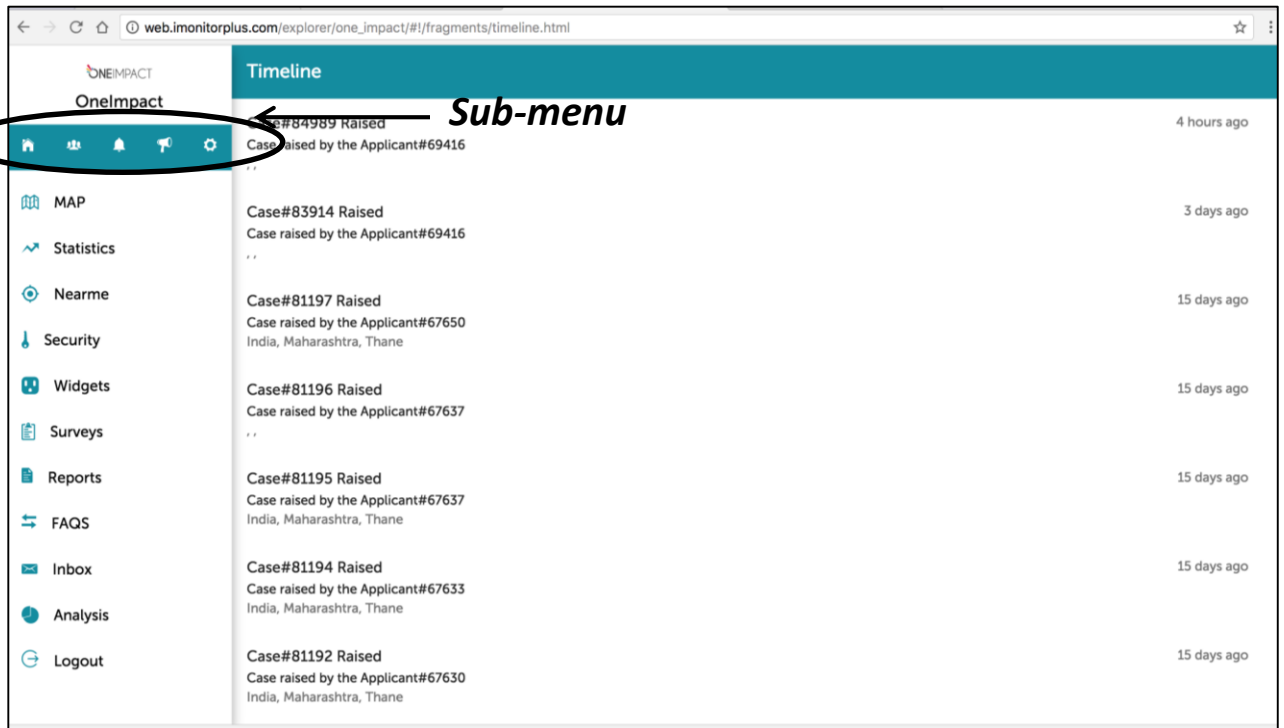 web.imonitorplus.com/explorer/one_impact/#!/fragments/timeline.html
ONEIMPACT
OneImpact
Timeline
Sub-menu
Case#84989 Raised
4 hours ago
Case raised by the Applicant#69416
, ,
MAP
Statistics
Nearme
Security
Widgets
Surveys
Reports
FAQS
Inbox
Analysis
Logout
Case#83914 Raised
3 days ago
Case raised by the Applicant#69416
, ,
Case#81197 Raised
15 days ago
Case raised by the Applicant#67650
India, Maharashtra, Thane
Case#81196 Raised
15 days ago
Case raised by the Applicant#67637
, ,
Case#81195 Raised
15 days ago
Case raised by the Applicant#67637
India, Maharashtra, Thane
Case#81194 Raised
15 days ago
Case raised by the Applicant#67633
India, Maharashtra, Thane
Case#81192 Raised
15 days ago
Case raised by the Applicant#67630
India, Maharashtra, Thane